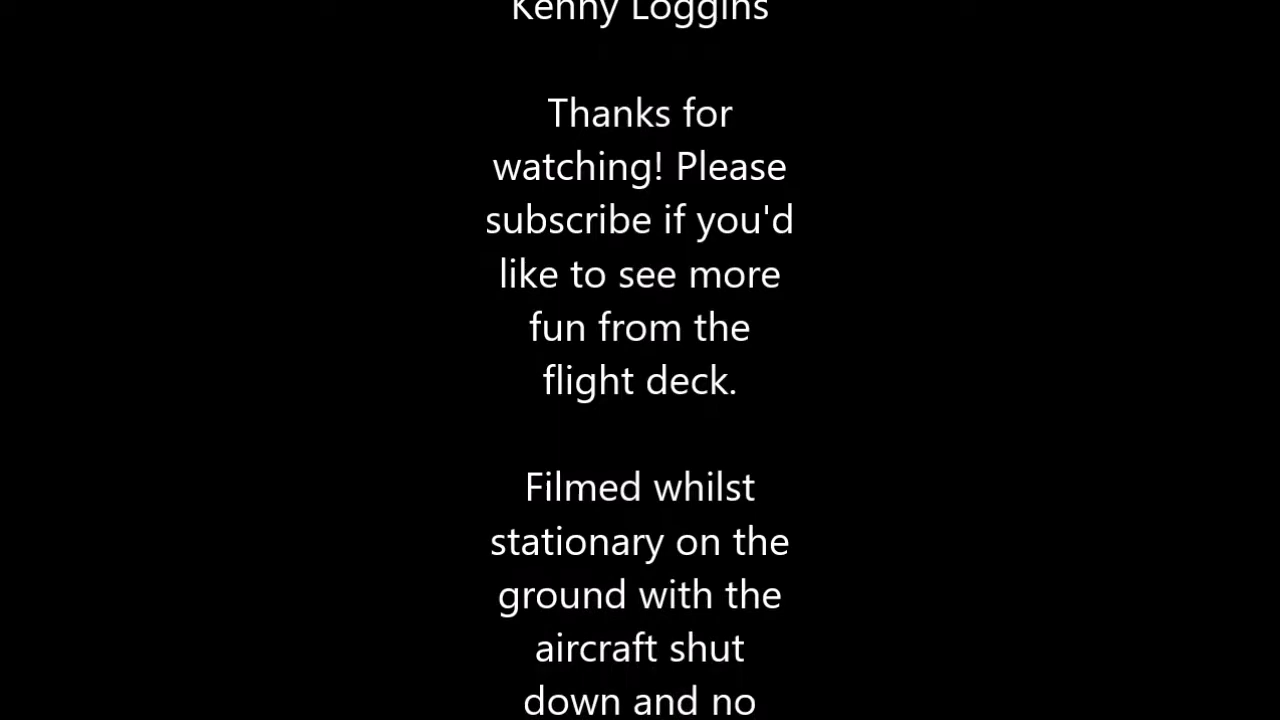 Kenny Loggins
Thanks for
watching! Please
subscribe if you'd
like to see more
fun from the
flight deck.
Filmed whilst
stationary on the
ground with the
aircraft shut
down and no